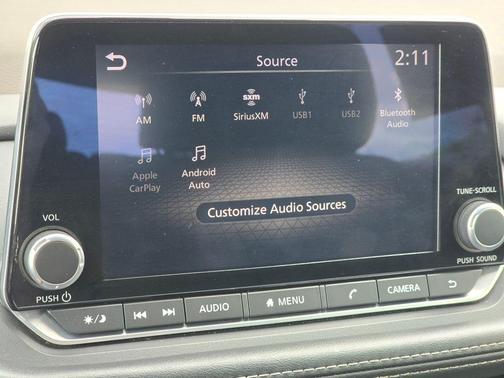 Source
2:11
AM
FM
sxm
SiriusXM
USB1
USB2
Bluetooth
Audio
Apple
CarPlay
Android
Auto
Customize Audio Sources
VOL
PUSH
TUNE-SCROLL
PUSH SOUND
AUDIO
MENU
CAMERA